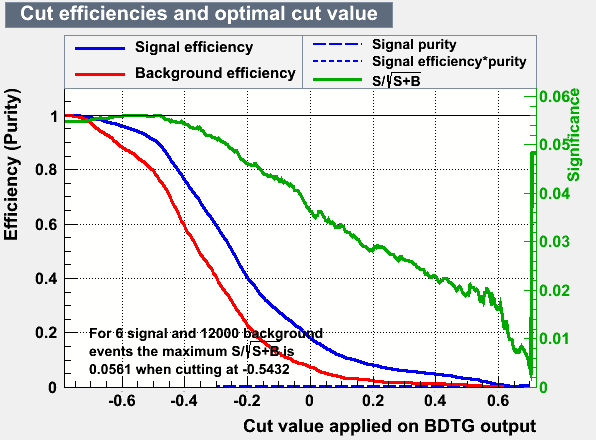 Cut efficiencies and optimal cut value
Signal efficiency
Background efficiency
Signal purity
Signal efficiency*purity
S/√S+B
Efficiency (Purity)
1
0.8
0.6
0.4
0.2
0
Significance
0.06
0.05
0.04
0.03
0.02
0.01
0
For 6 signal and 12000 background
events the maximum S/√S+B is
0.0561 when cutting at -0.5432
-0.6 -0.4 -0.2 0 0.2 0.4 0.6
Cut value applied on BDTG output